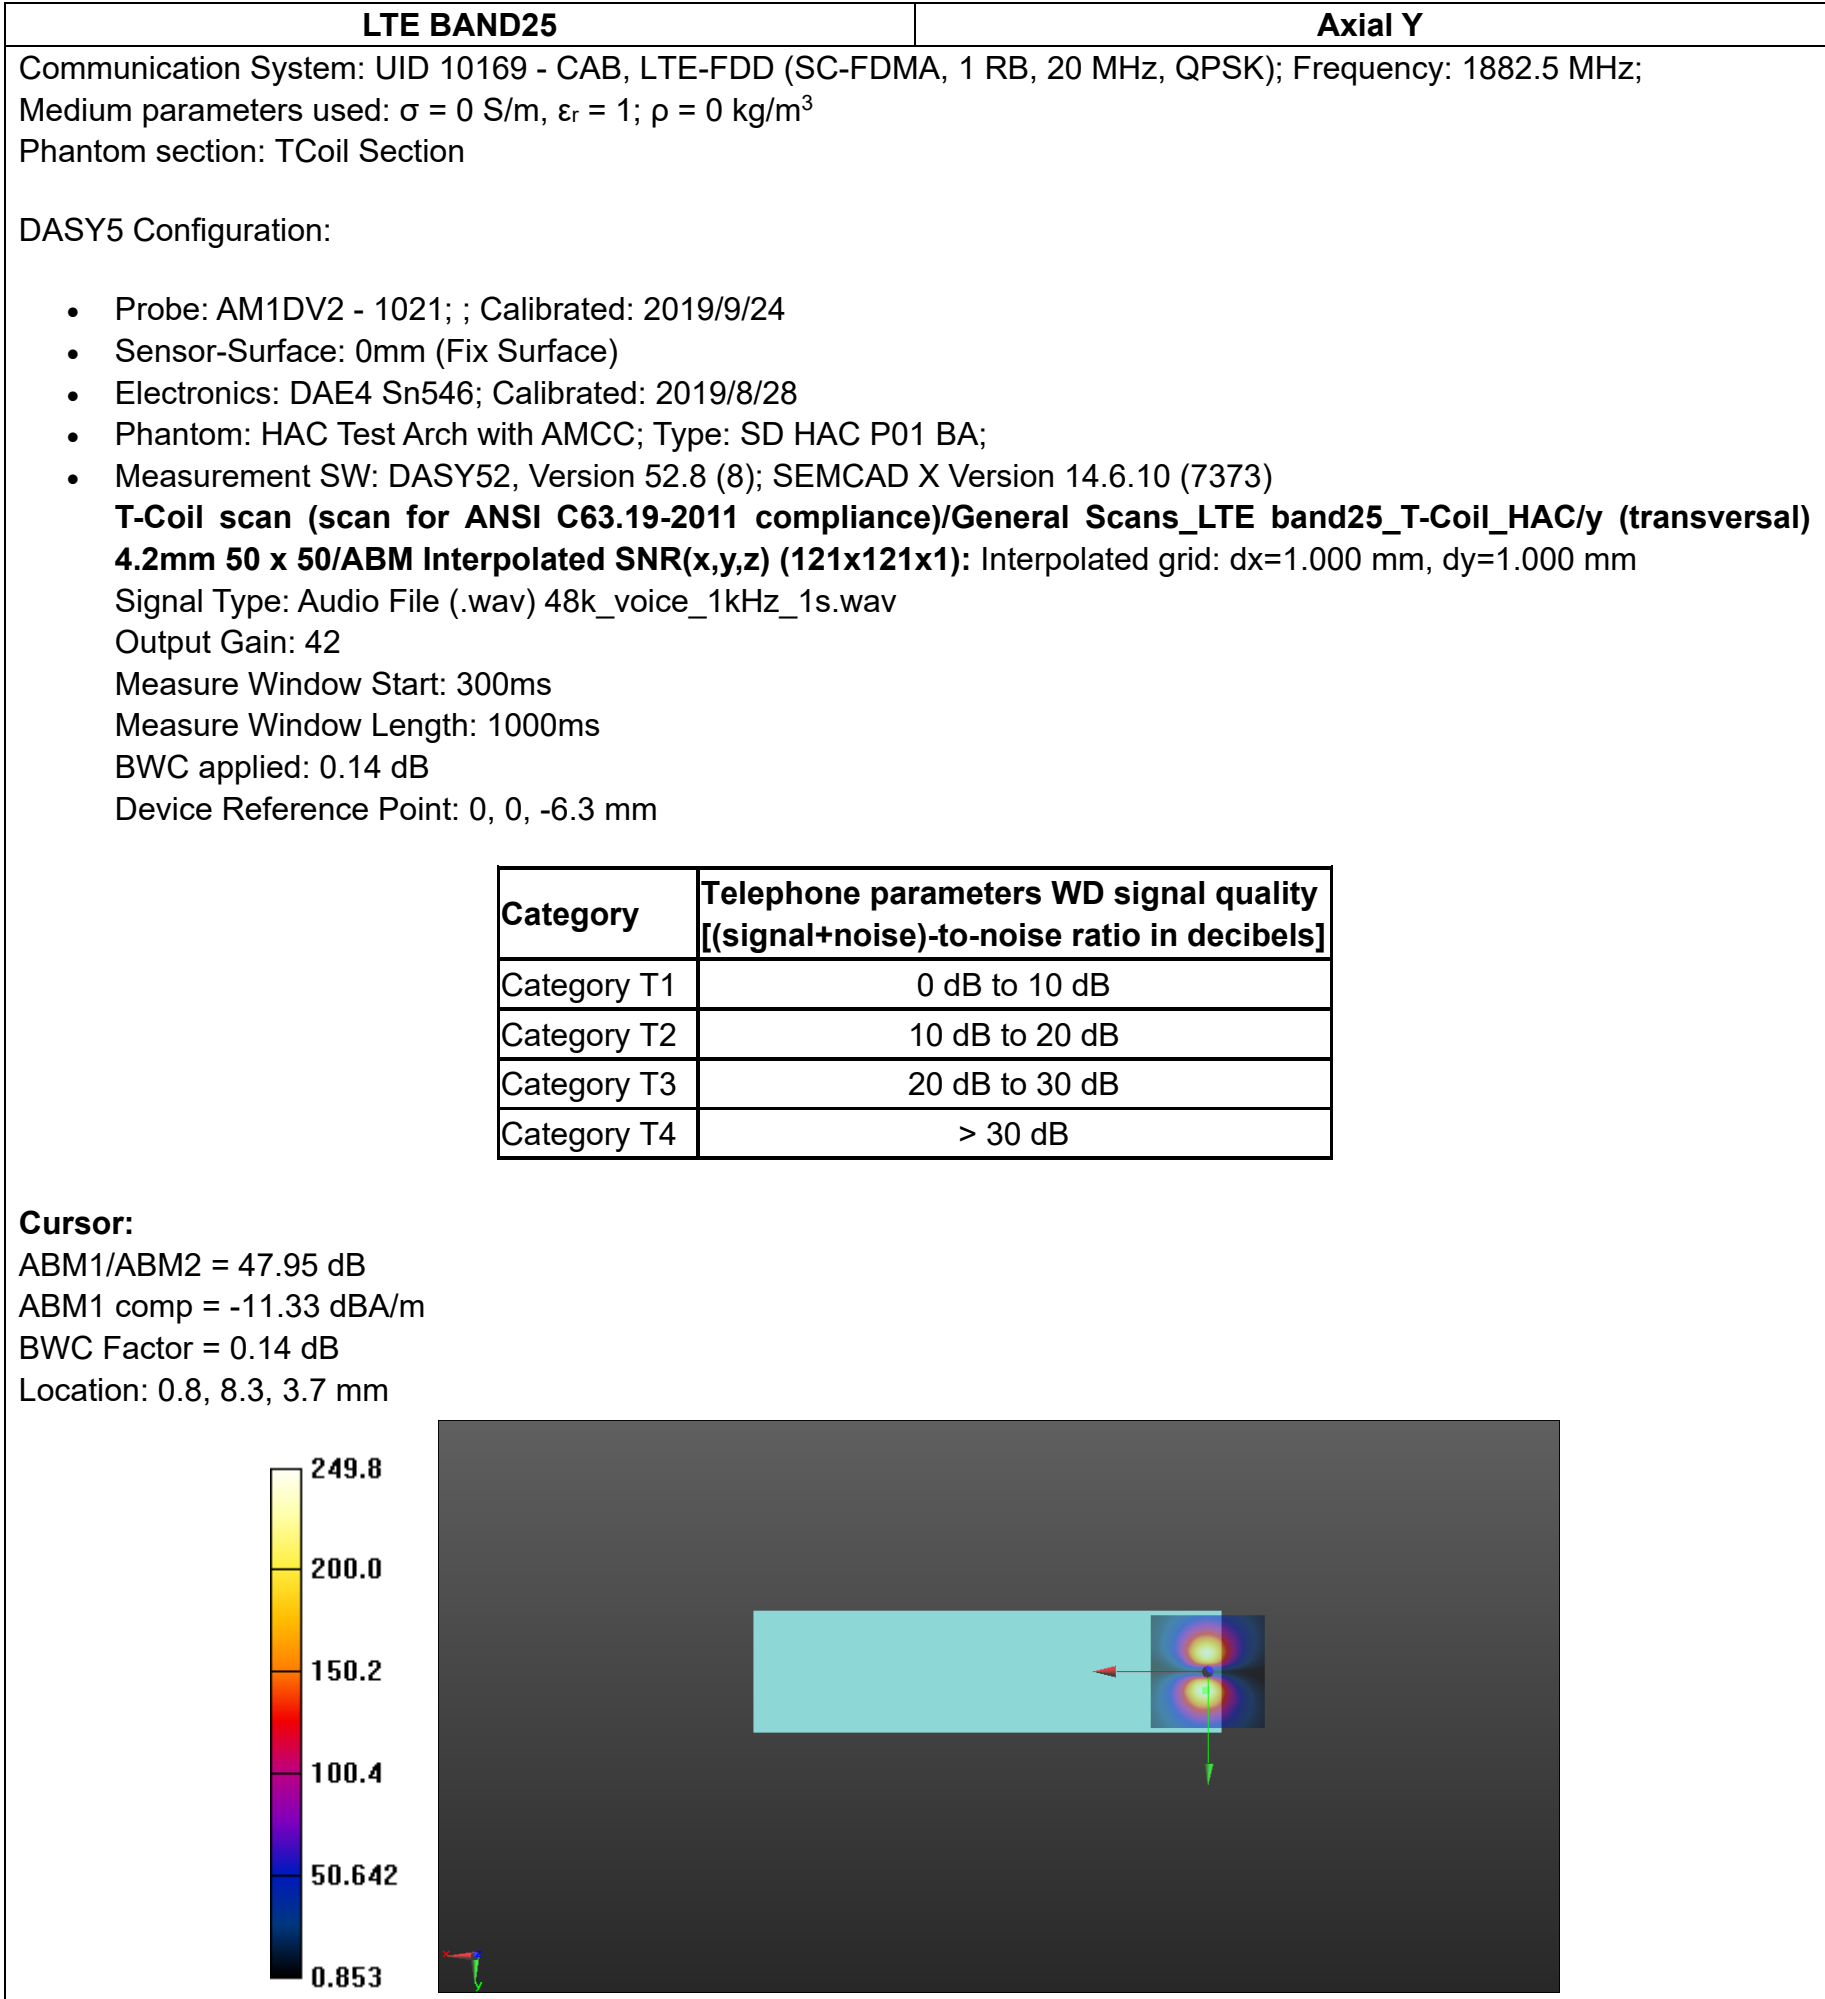 LTE BAND25 Axial Y
Communication System: UID 10169 - CAB, LTE-FDD (SC-FDMA, 1 RB, 20 MHz, QPSK); Frequency: 1882.5 MHz;
Medium parameters used: σ = 0 S/m, εr = 1; ρ = 0 kg/m³
Phantom section: TCoil Section
DASY5 Configuration:
• Probe: AM1DV2 - 1021; ; Calibrated: 2019/9/24
• Sensor-Surface: 0mm (Fix Surface)
• Electronics: DAE4 Sn546; Calibrated: 2019/8/28
• Phantom: HAC Test Arch with AMCC; Type: SD HAC P01 BA;
• Measurement SW: DASY52, Version 52.8 (8); SEMCAD X Version 14.6.10 (7373)
T-Coil scan (scan for ANSI C63.19-2011 compliance)/General Scans_LTE band25_T-Coil_HAC/y (transversal)
4.2mm 50 x 50/ABM Interpolated SNR(x,y,z) (121x121x1): Interpolated grid: dx=1.000 mm, dy=1.000 mm
Signal Type: Audio File (.wav) 48k_voice_1kHz_1s.wav
Output Gain: 42
Measure Window Start: 300ms
Measure Window Length: 1000ms
BWC applied: 0.14 dB
Device Reference Point: 0, 0, -6.3 mm
Category Telephone parameters WD signal quality
[(signal+noise)-to-noise ratio in decibels]
Category T1 0 dB to 10 dB
Category T2 10 dB to 20 dB
Category T3 20 dB to 30 dB
Category T4 > 30 dB
Cursor:
ABM1/ABM2 = 47.95 dB
ABM1 comp = -11.33 dBA/m
BWC Factor = 0.14 dB
Location: 0.8, 8.3, 3.7 mm
249.8
200.0
150.2
100.4
50.642
0.853
x
y